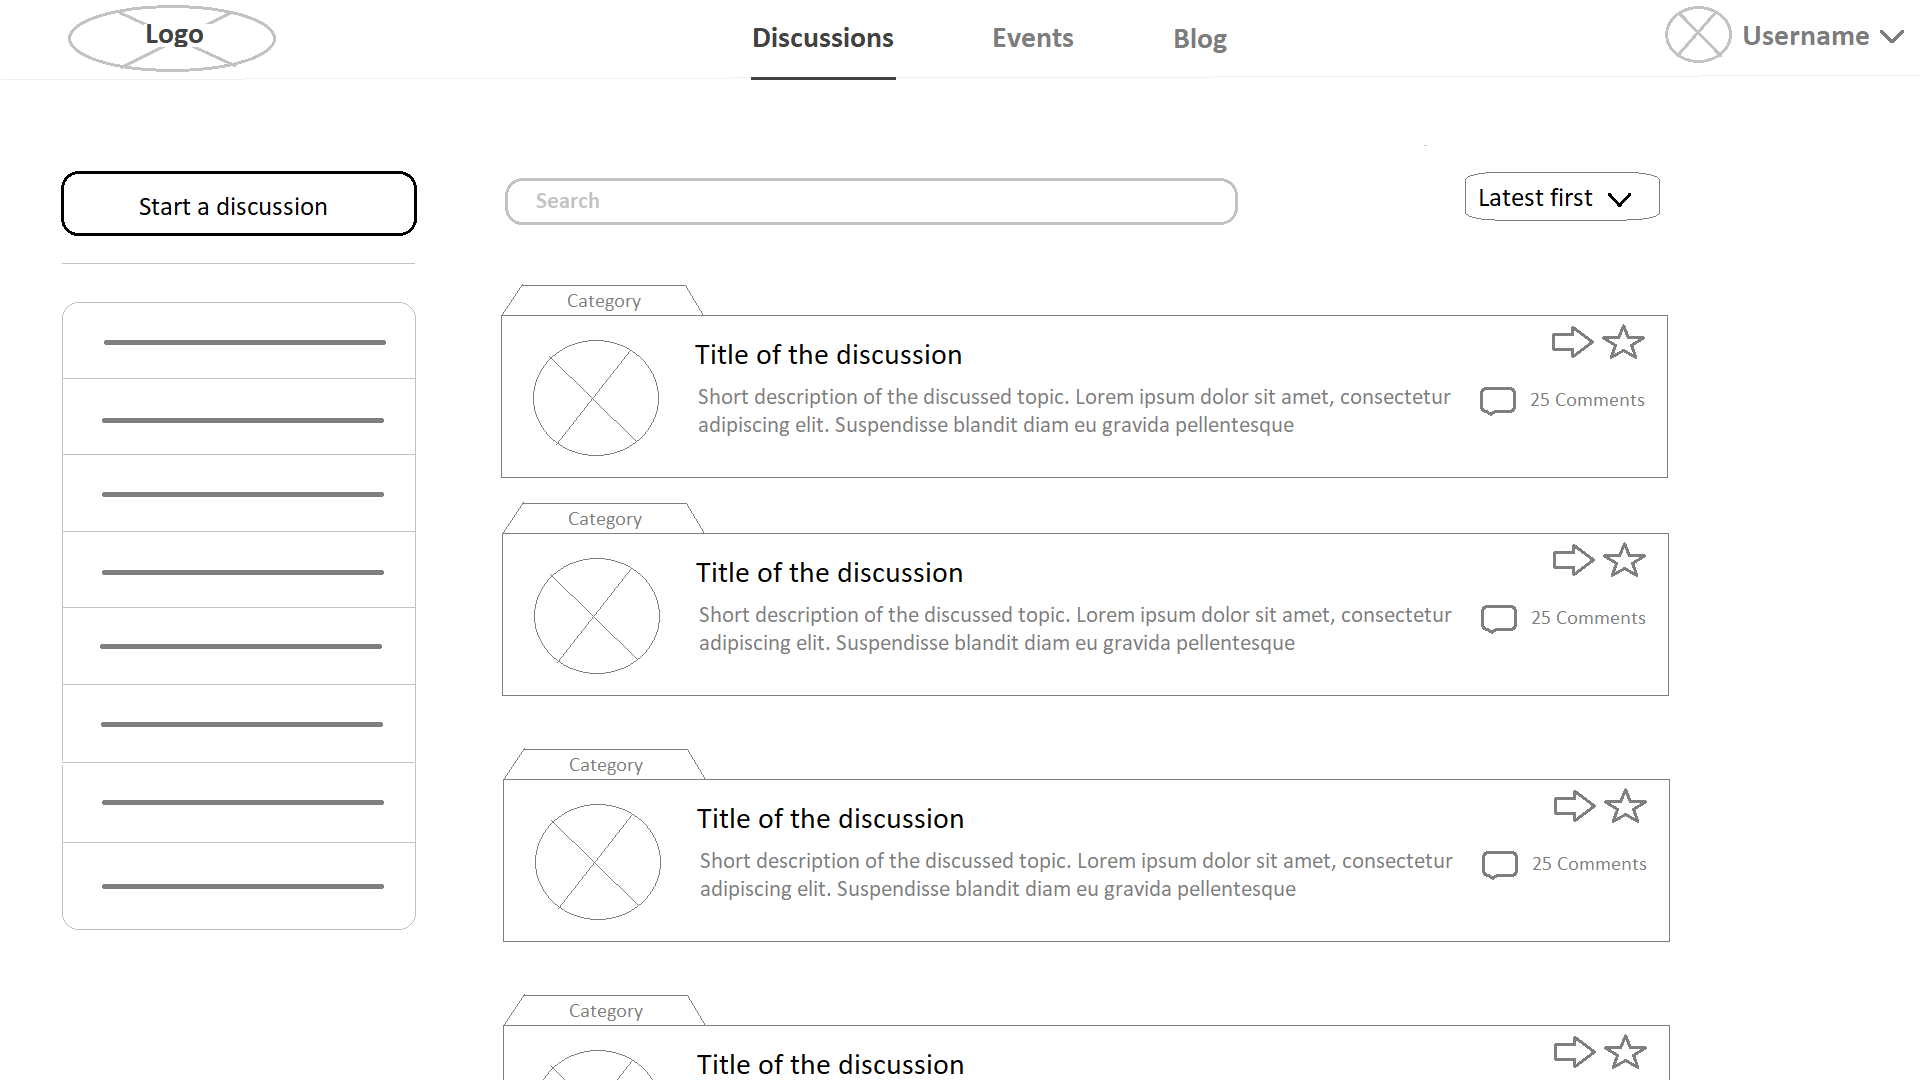 Logo
Discussions
Events
Blog
Username
Start a discussion
Search
Latest first
Category
Title of the discussion
Short description of the discussed topic. Lorem ipsum dolor sit amet, consectetur
adipiscing elit. Suspendisse blandit diam eu gravida pellentesque
25 Comments
Category
Title of the discussion
Short description of the discussed topic. Lorem ipsum dolor sit amet, consectetur
adipiscing elit. Suspendisse blandit diam eu gravida pellentesque
25 Comments
Category
Title of the discussion
Short description of the discussed topic. Lorem ipsum dolor sit amet, consectetur
adipiscing elit. Suspendisse blandit diam eu gravida pellentesque
25 Comments
Category
Title of the discussion